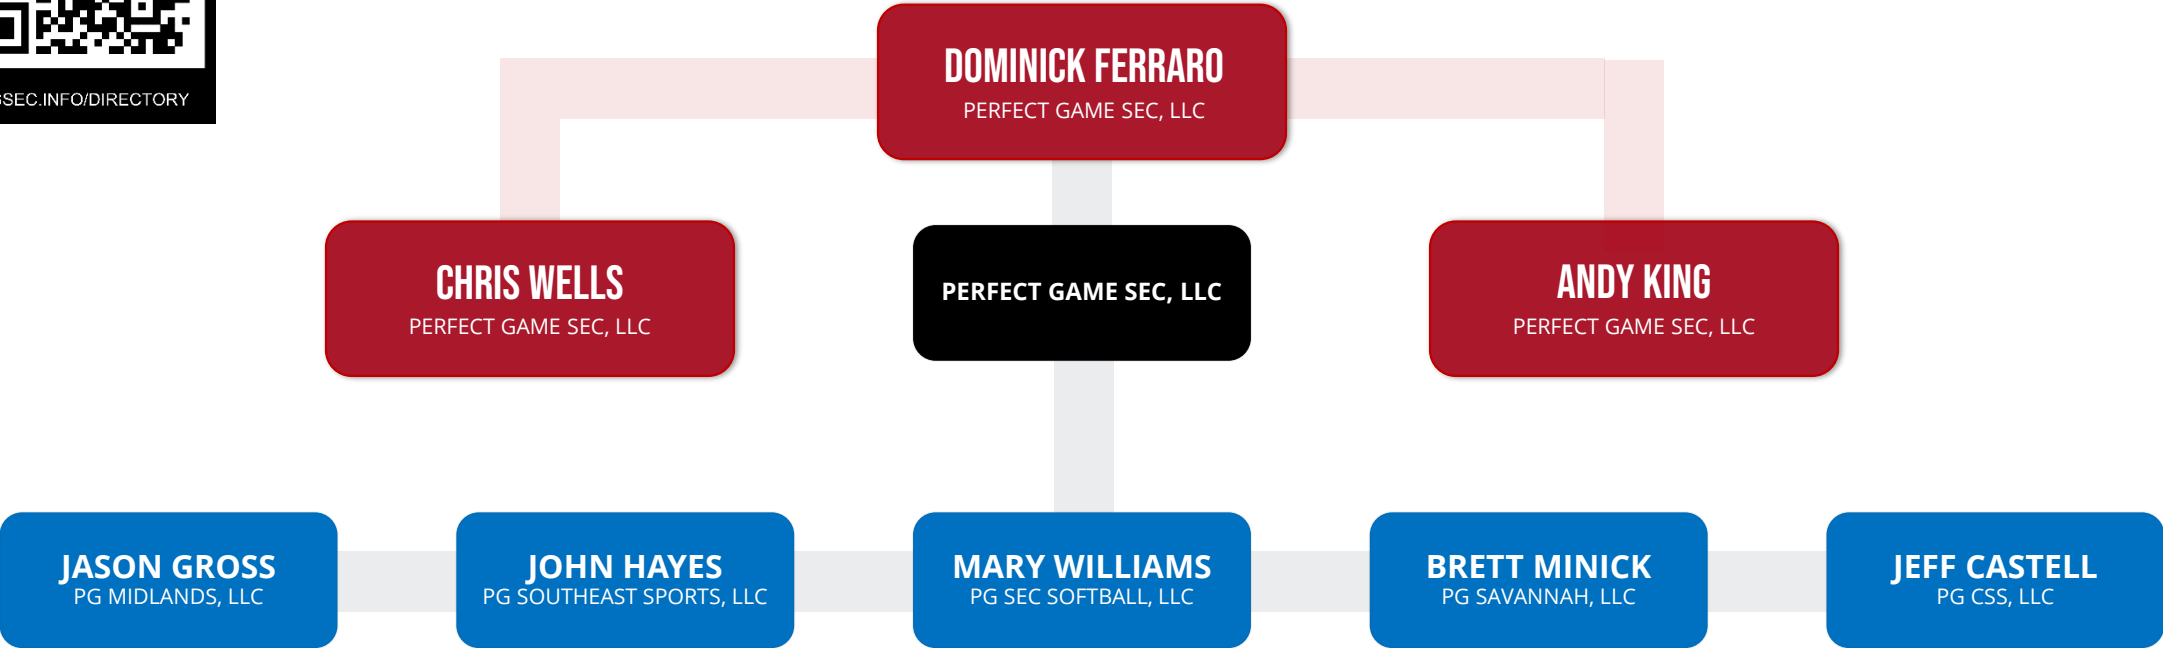 SEC.INFO/DIRECTORY
DOMINICK FERRARO
PERFECT GAME SEC, LLC
CHRIS WELLS
PERFECT GAME SEC, LLC
PERFECT GAME SEC, LLC
ANDY KING
PERFECT GAME SEC, LLC
JASON GROSS
PG MIDLANDS, LLC
JOHN HAYES
PG SOUTHEAST SPORTS, LLC
MARY WILLIAMS
PG SEC SOFTBALL, LLC
BRETT MINICK
PG SAVANNAH, LLC
JEFF CASTELL
PG CSS, LLC